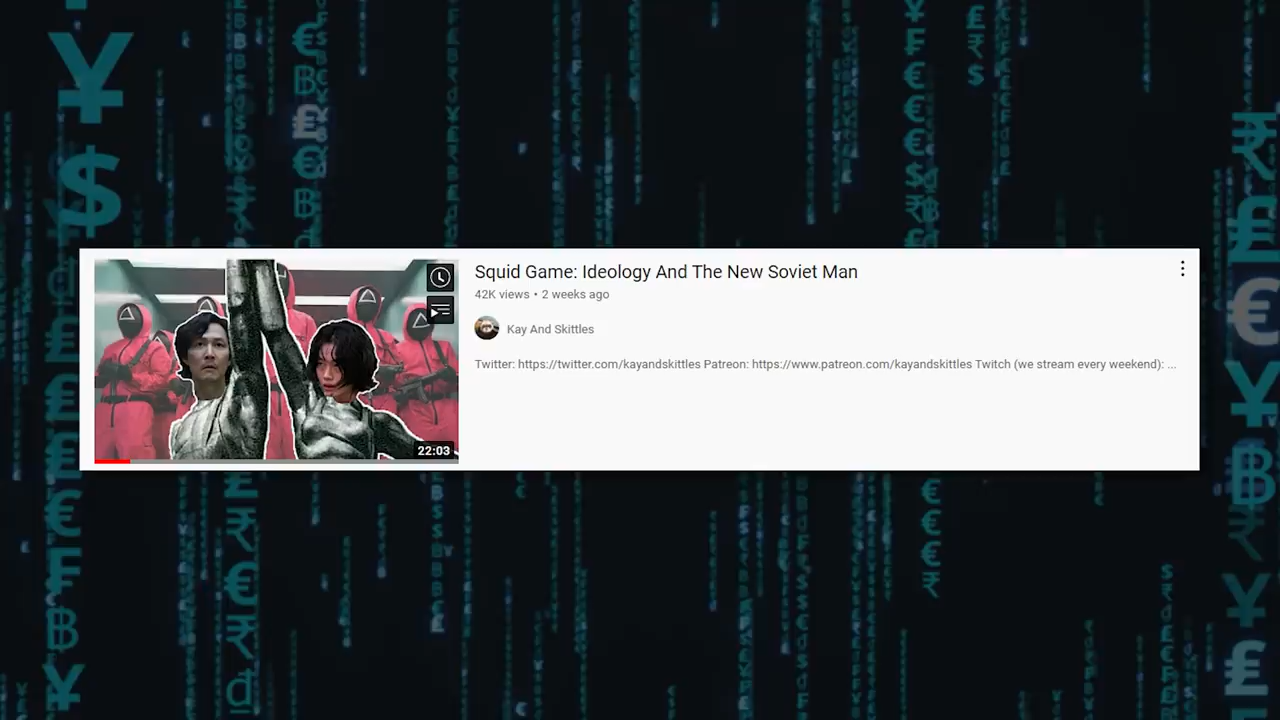 Squid Game: Ideology And The New Soviet Man
42K views • 2 weeks ago
Kay And Skittles
Twitter: https://twitter.com/kayandskittles Patreon: https://www.patreon.com/kayandskittles Twitch (we stream every weekend): ...
22:03